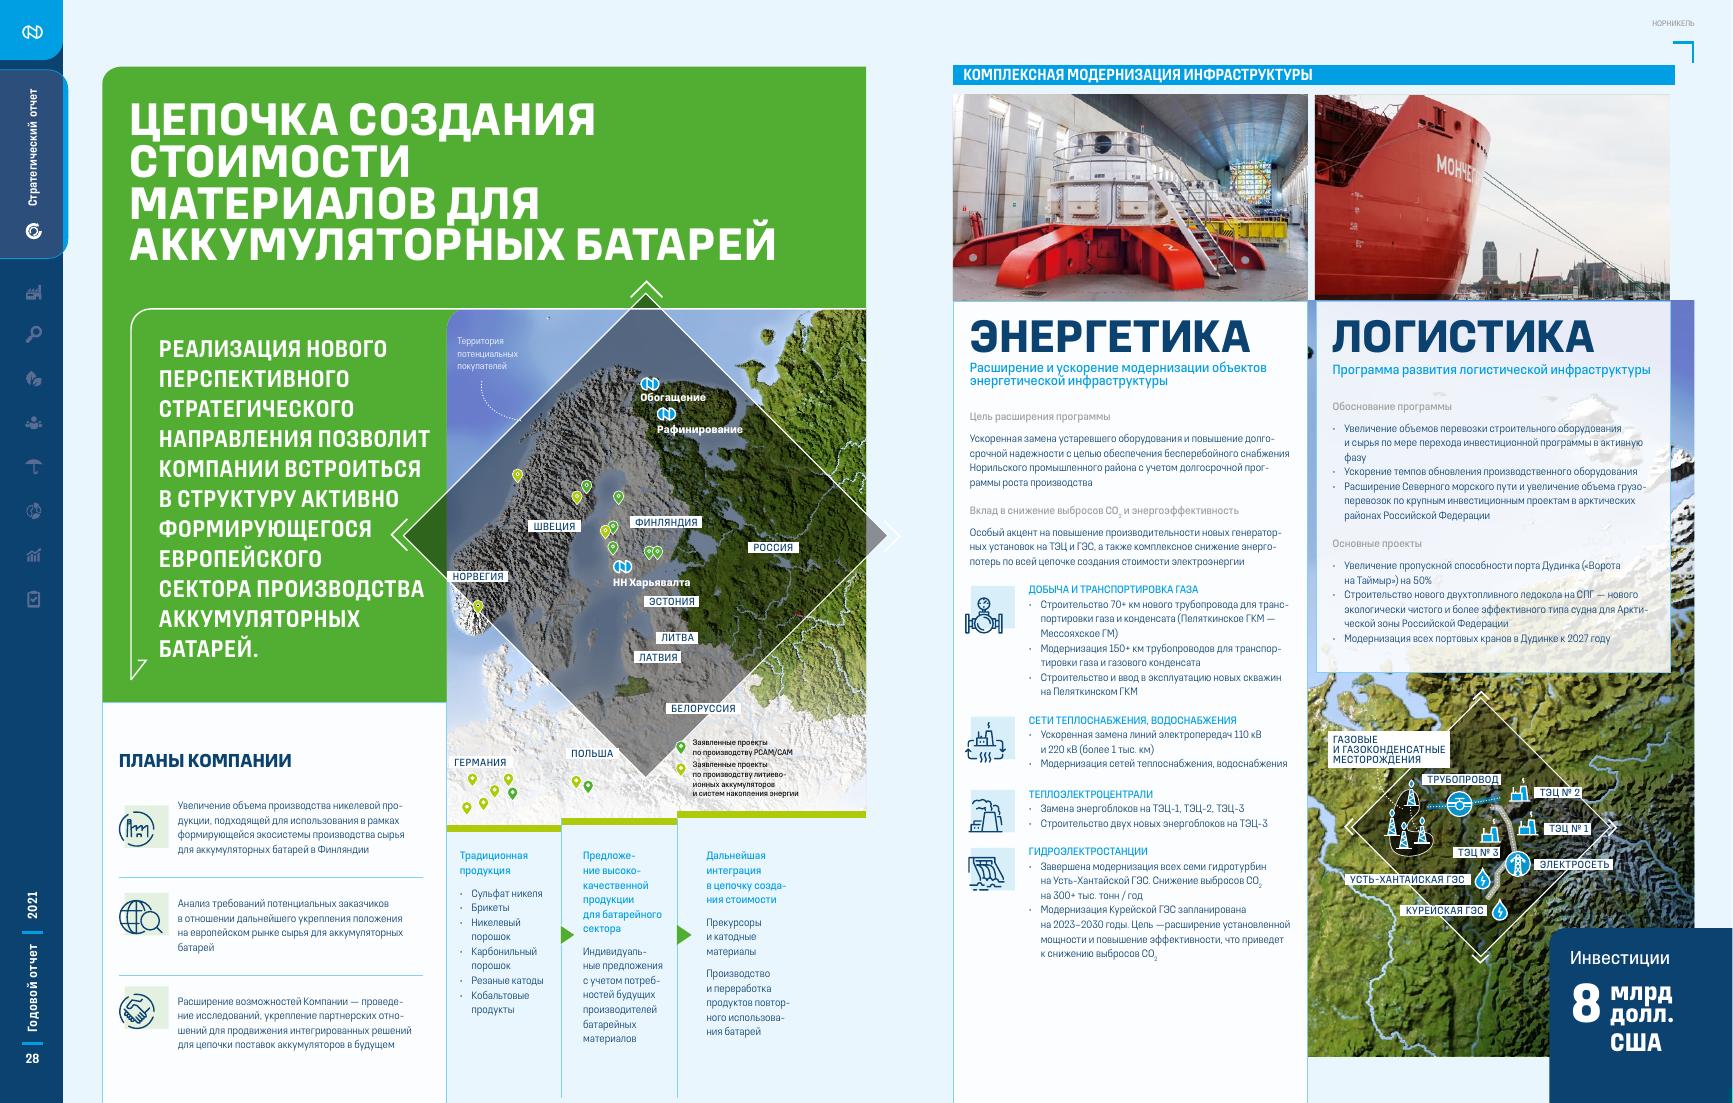 НОРНИКЕЛЬ
Стратегический отчет
ЦЕПОЧКА СОЗДАНИЯ
СТОИМОСТИ
МАТЕРИАЛОВ ДЛЯ
АККУМУЛЯТОРНЫХ БАТАРЕЙ
РЕАЛИЗАЦИЯ НОВОГО
ПЕРСПЕКТИВНОГО
СТРАТЕГИЧЕСКОГО
НАПРАВЛЕНИЯ ПОЗВОЛИТ
КОМПАНИИ ВСТРОИТЬСЯ
В СТРУКТУРУ АКТИВНО
ФОРМИРУЮЩЕГОСЯ
ЕВРОПЕЙСКОГО
СЕКТОРА ПРОИЗВОДСТВА
АККУМУЛЯТОРНЫХ
БАТАРЕЙ.
Территория
потенциальных
покупателей
Обогащение
Рафинирование
ШВЕЦИЯ
ФИНЛЯНДИЯ
РОССИЯ
НОРВЕГИЯ
НН Харьявалта
ЭСТОНИЯ
ЛИТВА
ЛАТВИЯ
БЕЛОРУССИЯ
ПОЛЬША
ГЕРМАНИЯ
Заявленные проекты
по производству PCAM/CAM
Заявленные проекты
по производству литиево-
ионных аккумуляторов
и систем накопления энергии
ПЛАНЫ КОМПАНИИ
Увеличение объема производства никелевой про-
дукции, подходящей для использования в рамках
формирующейся экосистемы производства сырья
для аккумуляторных батарей в Финляндии
Анализ требований потенциальных заказчиков
в отношении дальнейшего укрепления положения
на европейском рынке сырья для аккумуляторных
батарей
Расширение возможностей Компании — проведе-
ние исследований, укрепление партнерских отно-
шений для продвижения интегрированных решений
для цепочки поставок аккумуляторов в будущем
Традиционная
продукция
• Сульфат никеля
• Брикеты
• Никелевый
порошок
• Карбонильный
порошок
• Резаные катоды
• Кобальтовые
продукты
Предложе-
ние высоко-
качественной
продукции
для батарейного
сектора
Индивидуаль-
ные предложения
с учетом потреб-
ностей будущих
производителей
батарейных
материалов
Дальнейшая
интеграция
в цепочку созда-
ния стоимости
Прекурсоры
и катодные
материалы
Производство
и переработка
продуктов повтор-
ного использова-
ния батарей
КОМПЛЕКСНАЯ МОДЕРНИЗАЦИЯ ИНФРАСТРУКТУРЫ
МОНЧЕГ
ЭНЕРГЕТИКА
Расширение и ускорение модернизации объектов
энергетической инфраструктуры
Цель расширения программы
Ускоренная замена устаревшего оборудования и повышение долго-
срочной надежности с целью обеспечения бесперебойного снабжения
Норильского промышленного района с учетом долгосрочной прог-
раммы роста производства
Вклад в снижение выбросов CO2 и энергоэффективность
Особый акцент на повышение производительности новых генератор-
ных установок на ТЭЦ и ГЭС, а также комплексное снижение энерго-
потерь по всей цепочке создания стоимости электроэнергии
ДОБЫЧА И ТРАНСПОРТИРОВКА ГАЗА
• Строительство 70+ км нового трубопровода для транс-
портировки газа и конденсата (Пеляткинское ГКМ —
Мессояхское ГМ)
• Модернизация 150+ км трубопроводов для транспор-
тировки газа и газового конденсата
• Строительство и ввод в эксплуатацию новых скважин
на Пеляткинском ГКМ
СЕТИ ТЕПЛОСНАБЖЕНИЯ, ВОДОСНАБЖЕНИЯ
• Ускоренная замена линий электропередач 110 кВ
и 220 кВ (более 1 тыс. км)
• Модернизация сетей теплоснабжения, водоснабжения
ТЕПЛОЭЛЕКТРОЦЕНТРАЛИ
• Замена энергоблоков на ТЭЦ-1, ТЭЦ-2, ТЭЦ-3
• Строительство двух новых энергоблоков на ТЭЦ-3
ГИДРОЭЛЕКТРОСТАНЦИИ
• Завершена модернизация всех семи гидротурбин
на Усть-Хантайской ГЭС. Снижение выбросов CO2
на 300+ тыс. тонн / год
• Модернизация Курейской ГЭС запланирована
на 2023–2030 годы. Цель —расширение установленной
мощности и повышение эффективности, что приведет
к снижению выбросов CO2
ЛОГИСТИКА
Программа развития логистической инфраструктуры
Обоснование программы
• Увеличение объемов перевозки строительного оборудования
и сырья по мере перехода инвестиционной программы в активную
фазу
• Ускорение темпов обновления производственного оборудования
• Расширение Северного морского пути и увеличение объема грузо-
перевозок по крупным инвестиционным проектам в арктических
районах Российской Федерации
Основные проекты
• Увеличение пропускной способности порта Дудинка («Ворота
на Таймыр») на 50%
• Строительство нового двухтопливного ледокола на СПГ — нового
экологически чистого и более эффективного типа судна для Аркти-
ческой зоны Российской Федерации
• Модернизация всех портовых кранов в Дудинке к 2027 году
ГАЗОВЫЕ
И ГАЗОКОНДЕНСАТНЫЕ
МЕСТОРОЖДЕНИЯ
ТРУБОПРОВОД
ТЭЦ № 2
ТЭЦ № 1
ТЭЦ № 3
ЭЛЕКТРОСЕТЬ
УСТЬ-ХАНТАЙСКАЯ ГЭС
КУРЕЙСКАЯ ГЭС
Инвестиции
8 млрд
долл.
США
Годовой отчет 2021
28